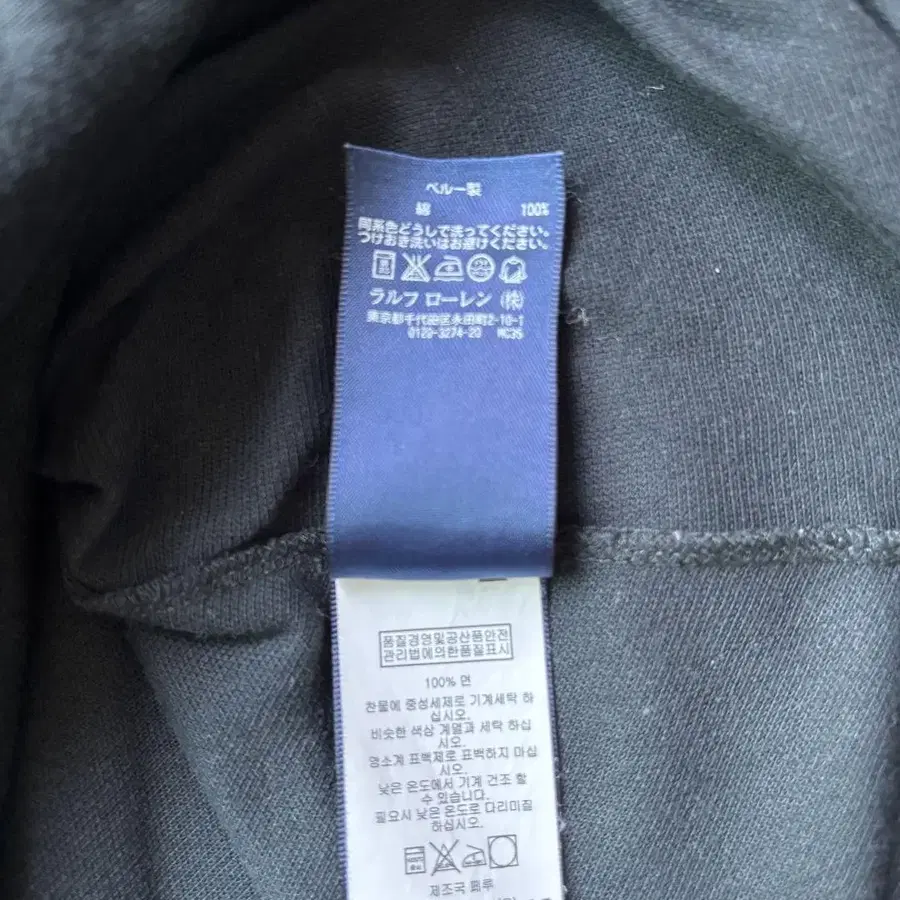 ペルー製
綿 100%
同系色どうしで洗ってください。
つけおき洗いはお避けください。
ラルフ ローレン (株)
東京都千代田区永田町2-10-1
0120-3274-20 MC35
품질경영및공산품안전
관리법에의한품질표시
100% 면
찬물에 중성세제로 기계세탁 하
십시오.
비슷한 색상 계열과 세탁 하십
시오.
염소계 표백제로 표백하지 마십
시오.
낮은 온도에서 기계 건조 할
수 있습니다.
필요시 낮은 온도로 다리미질
하십시오.
제조국 페루